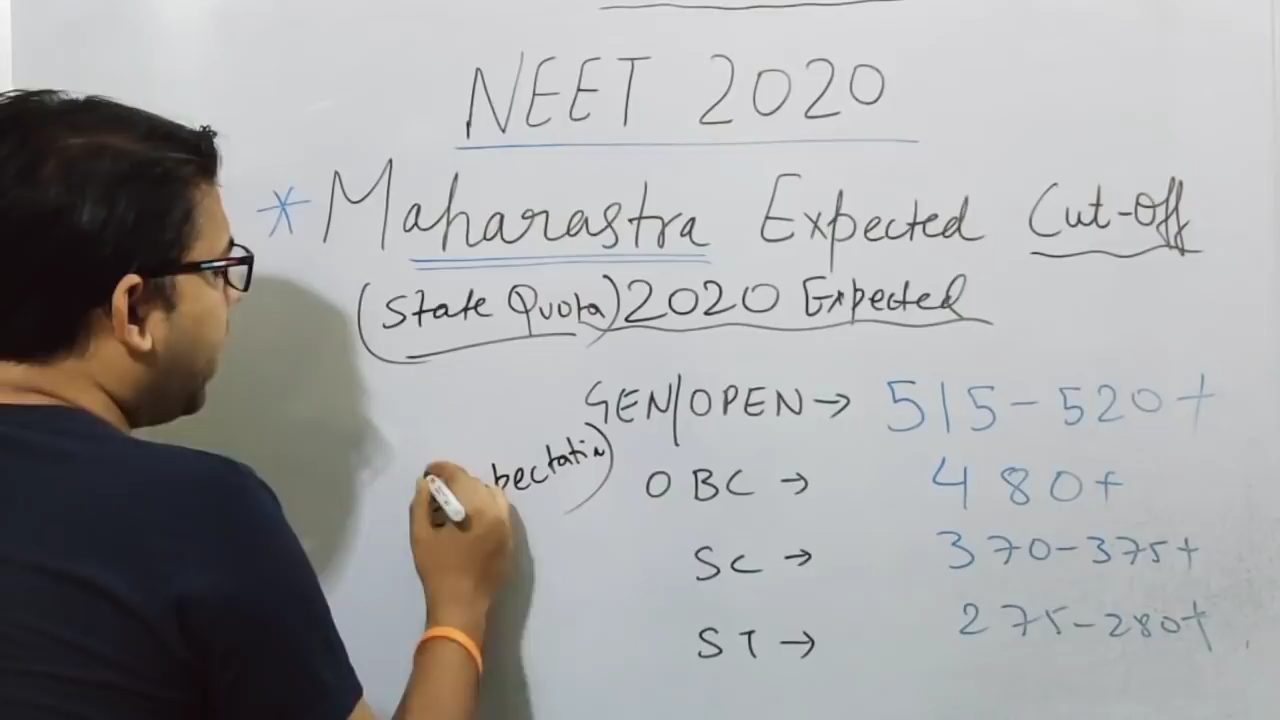 NEET 2020
* Maharastra Expected Cut-Off
(State Quota) 2020 Expected
GEN/OPEN → 515-520+
OBC → 480+
SC → 370-375+
ST → 275-280+